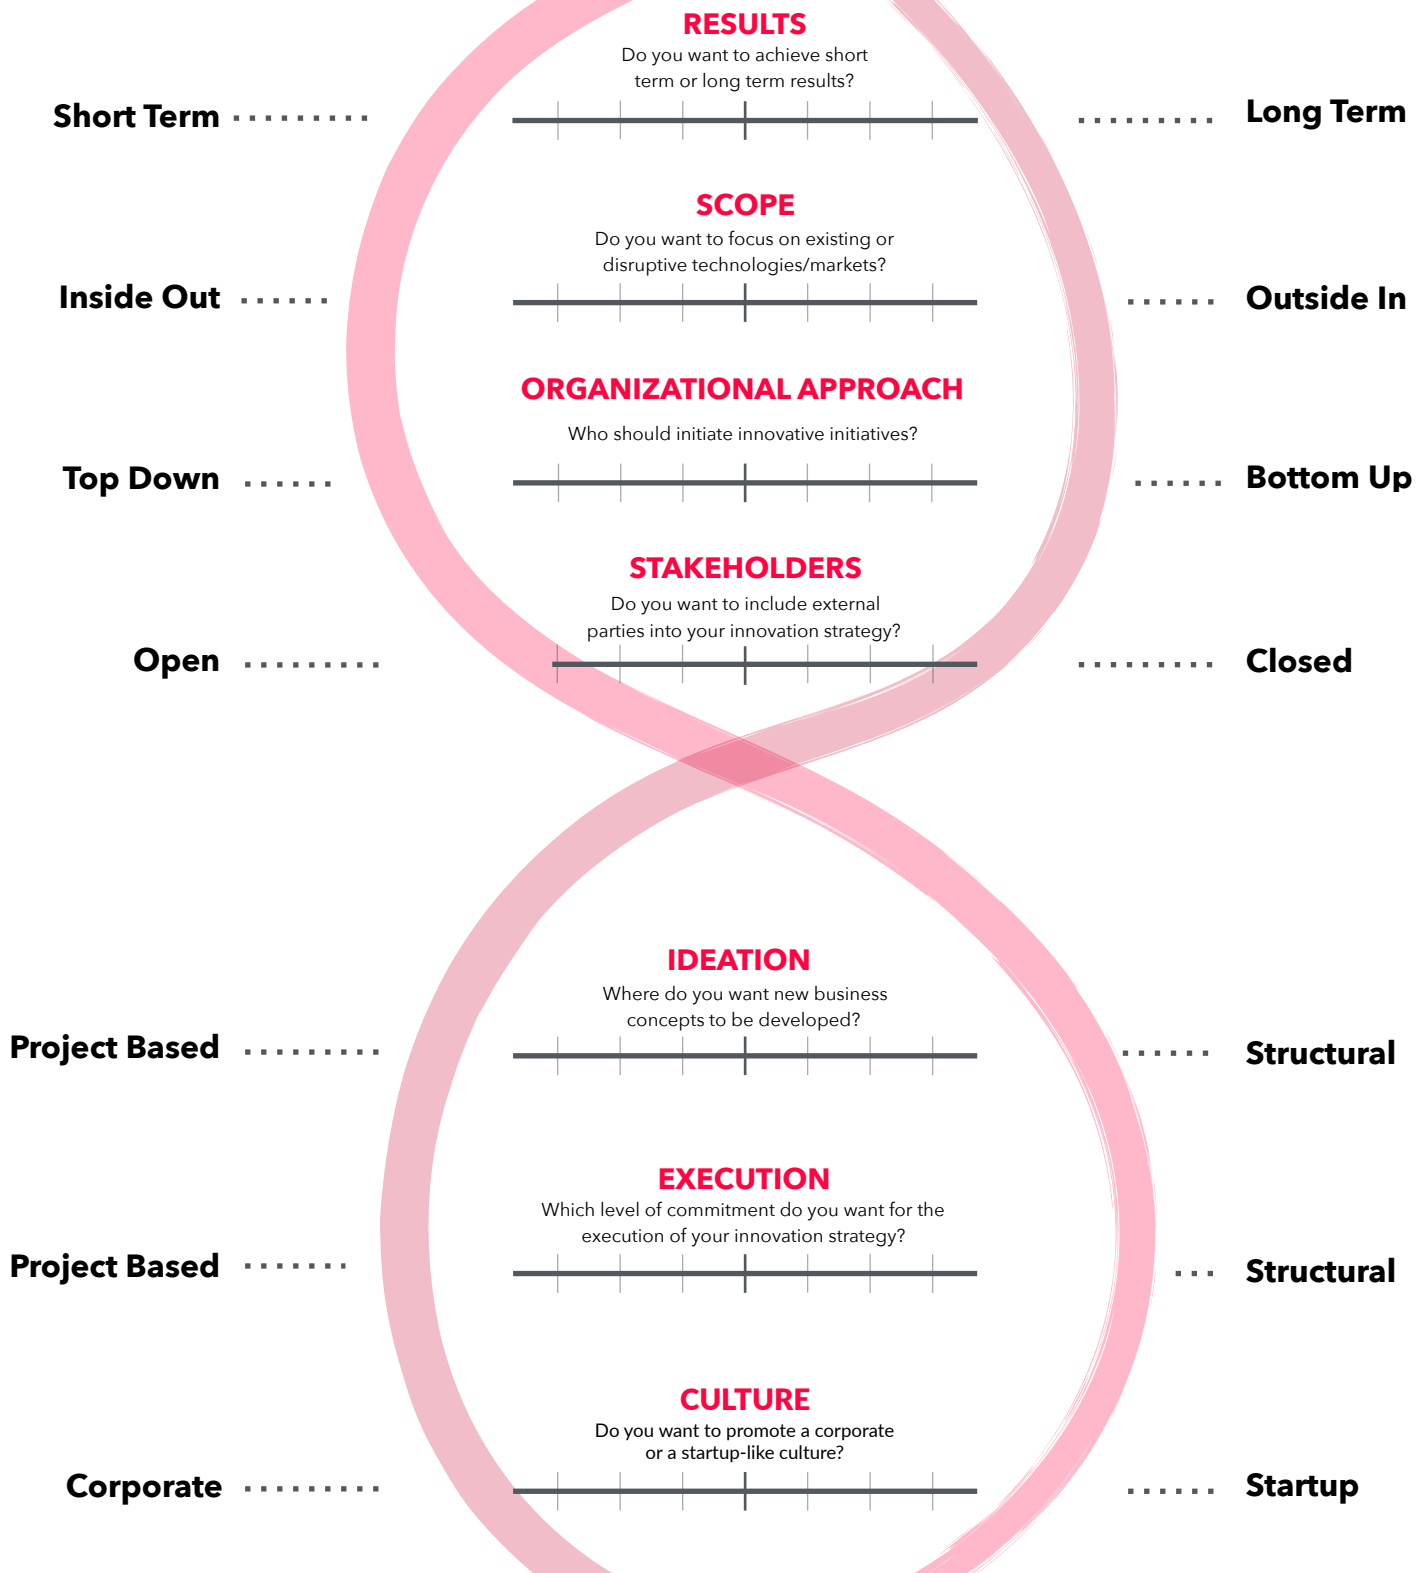 RESULTS
Do you want to achieve short
term or long term results?
Short Term
Long Term
SCOPE
Do you want to focus on existing or
disruptive technologies/markets?
Inside Out
Outside In
ORGANIZATIONAL APPROACH
Who should initiate innovative initiatives?
Top Down
Bottom Up
STAKEHOLDERS
Do you want to include external
parties into your innovation strategy?
Open
Closed
IDEATION
Where do you want new business
concepts to be developed?
Project Based
Structural
EXECUTION
Which level of commitment do you want for the
execution of your innovation strategy?
Project Based
Structural
CULTURE
Do you want to promote a corporate
or a startup-like culture?
Corporate
Startup